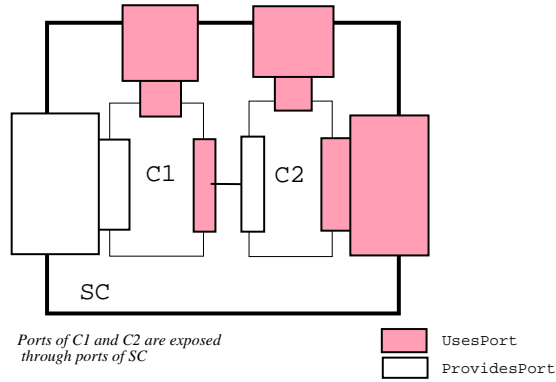 C1
C2
SC
Ports of C1 and C2 are exposed
through ports of SC
UsesPort
ProvidesPort